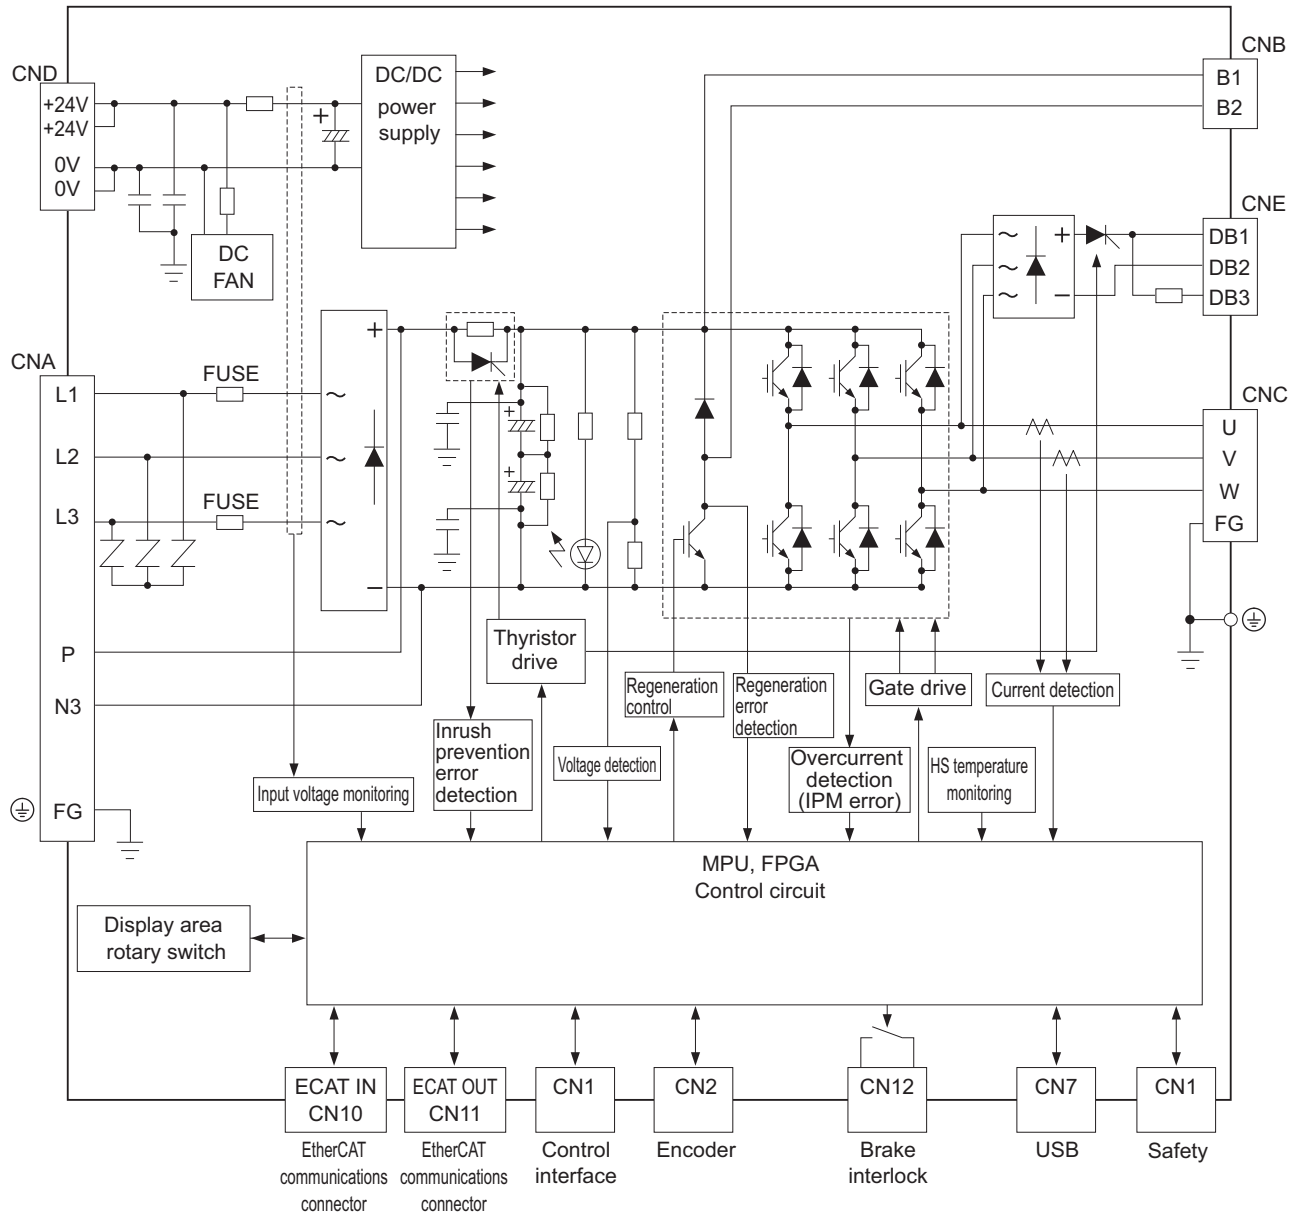 CND
+24V
+24V
0V
0V
DC/DC
power
supply
+
DC
FAN
CNB
B1
B2
CNE
DB1
DB2
DB3
~
~
~
+
−
CNA
L1
L2
L3
P
N3
FG
FUSE
FUSE
~
~
~
+
−
+
+
CNC
U
V
W
FG
Thyristor
drive
Regeneration
control
Regeneration
error
detection
Gate drive
Current detection
Inrush
prevention
error
detection
Voltage detection
Overcurrent
detection
(IPM error)
HS temperature
monitoring
Input voltage monitoring
MPU, FPGA
Control circuit
Display area
rotary switch
ECAT IN
CN10
ECAT OUT
CN11
CN1
CN2
CN12
CN7
CN1
EtherCAT
communications
connector
EtherCAT
communications
connector
Control
interface
Encoder
Brake
interlock
USB
Safety